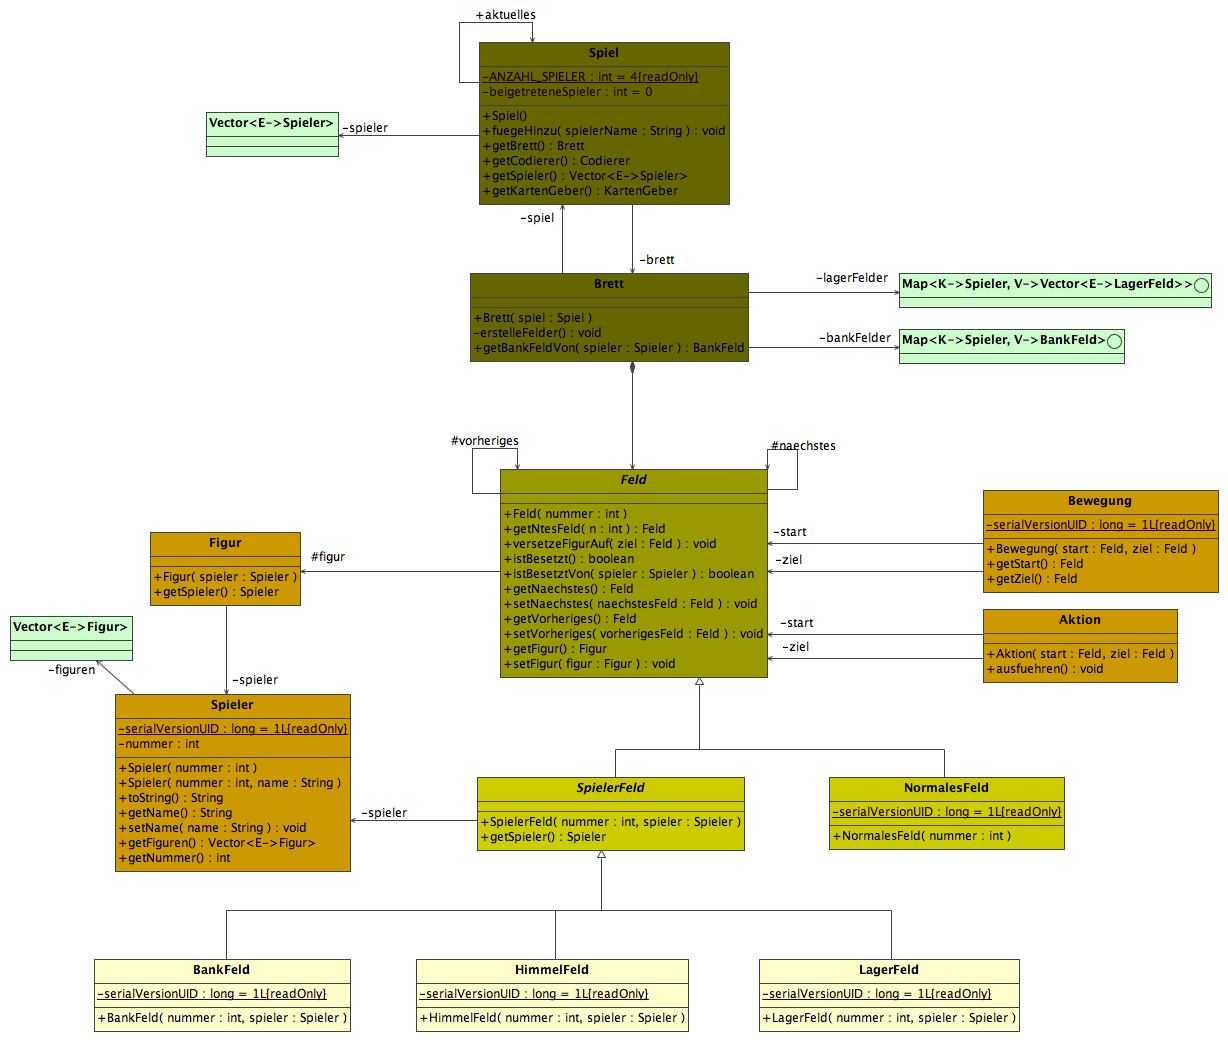 +aktuelles
Spiel
-ANZAHL_SPIELER : int = 4{readOnly}
-beigetreteneSpieler : int = 0
+Spiel()
+fuegeHinzu( spielerName : String ) : void
+getBrett() : Brett
+getCodierer() : Codierer
+getSpieler() : Vector<E->Spieler>
+getKartenGeber() : KartenGeber
Vector<E->Spieler>
-spieler
-spiel
-brett
Brett
+Brett( spiel : Spiel )
-erstelleFelder() : void
+getBankFeldVon( spieler : Spieler ) : BankFeld
-lagerFelder
Map<K->Spieler, V->Vector<E->LagerFeld>>
-bankFelder
Map<K->Spieler, V->BankFeld>
#vorheriges
#naechstes
Feld
+Feld( nummer : int )
+getNtesFeld( n : int ) : Feld
+versetzeFigurAuf( ziel : Feld ) : void
+istBesetzt() : boolean
+istBesetztVon( spieler : Spieler ) : boolean
+getNaechstes() : Feld
+setNaechstes( naechstesFeld : Feld ) : void
+getVorheriges() : Feld
+setVorheriges( vorherigesFeld : Feld ) : void
+getFigur() : Figur
+setFigur( figur : Figur ) : void
Bewegung
-serialVersionUID : long = 1L{readOnly}
+Bewegung( start : Feld, ziel : Feld )
+getStart() : Feld
+getZiel() : Feld
-start
-ziel
Aktion
+Aktion( start : Feld, ziel : Feld )
+ausfuehren() : void
-start
-ziel
Figur
+Figur( spieler : Spieler )
+getSpieler() : Spieler
#figur
Vector<E->Figur>
-figuren
-spieler
Spieler
-serialVersionUID : long = 1L{readOnly}
-nummer : int
+Spieler( nummer : int )
+Spieler( nummer : int, name : String )
+toString() : String
+getName() : String
+setName( name : String ) : void
+getFiguren() : Vector<E->Figur>
+getNummer() : int
-spieler
SpielerFeld
+SpielerFeld( nummer : int, spieler : Spieler )
+getSpieler() : Spieler
NormalesFeld
-serialVersionUID : long = 1L{readOnly}
+NormalesFeld( nummer : int )
BankFeld
-serialVersionUID : long = 1L{readOnly}
+BankFeld( nummer : int, spieler : Spieler )
HimmelFeld
-serialVersionUID : long = 1L{readOnly}
+HimmelFeld( nummer : int, spieler : Spieler )
LagerFeld
-serialVersionUID : long = 1L{readOnly}
+LagerFeld( nummer : int, spieler : Spieler )